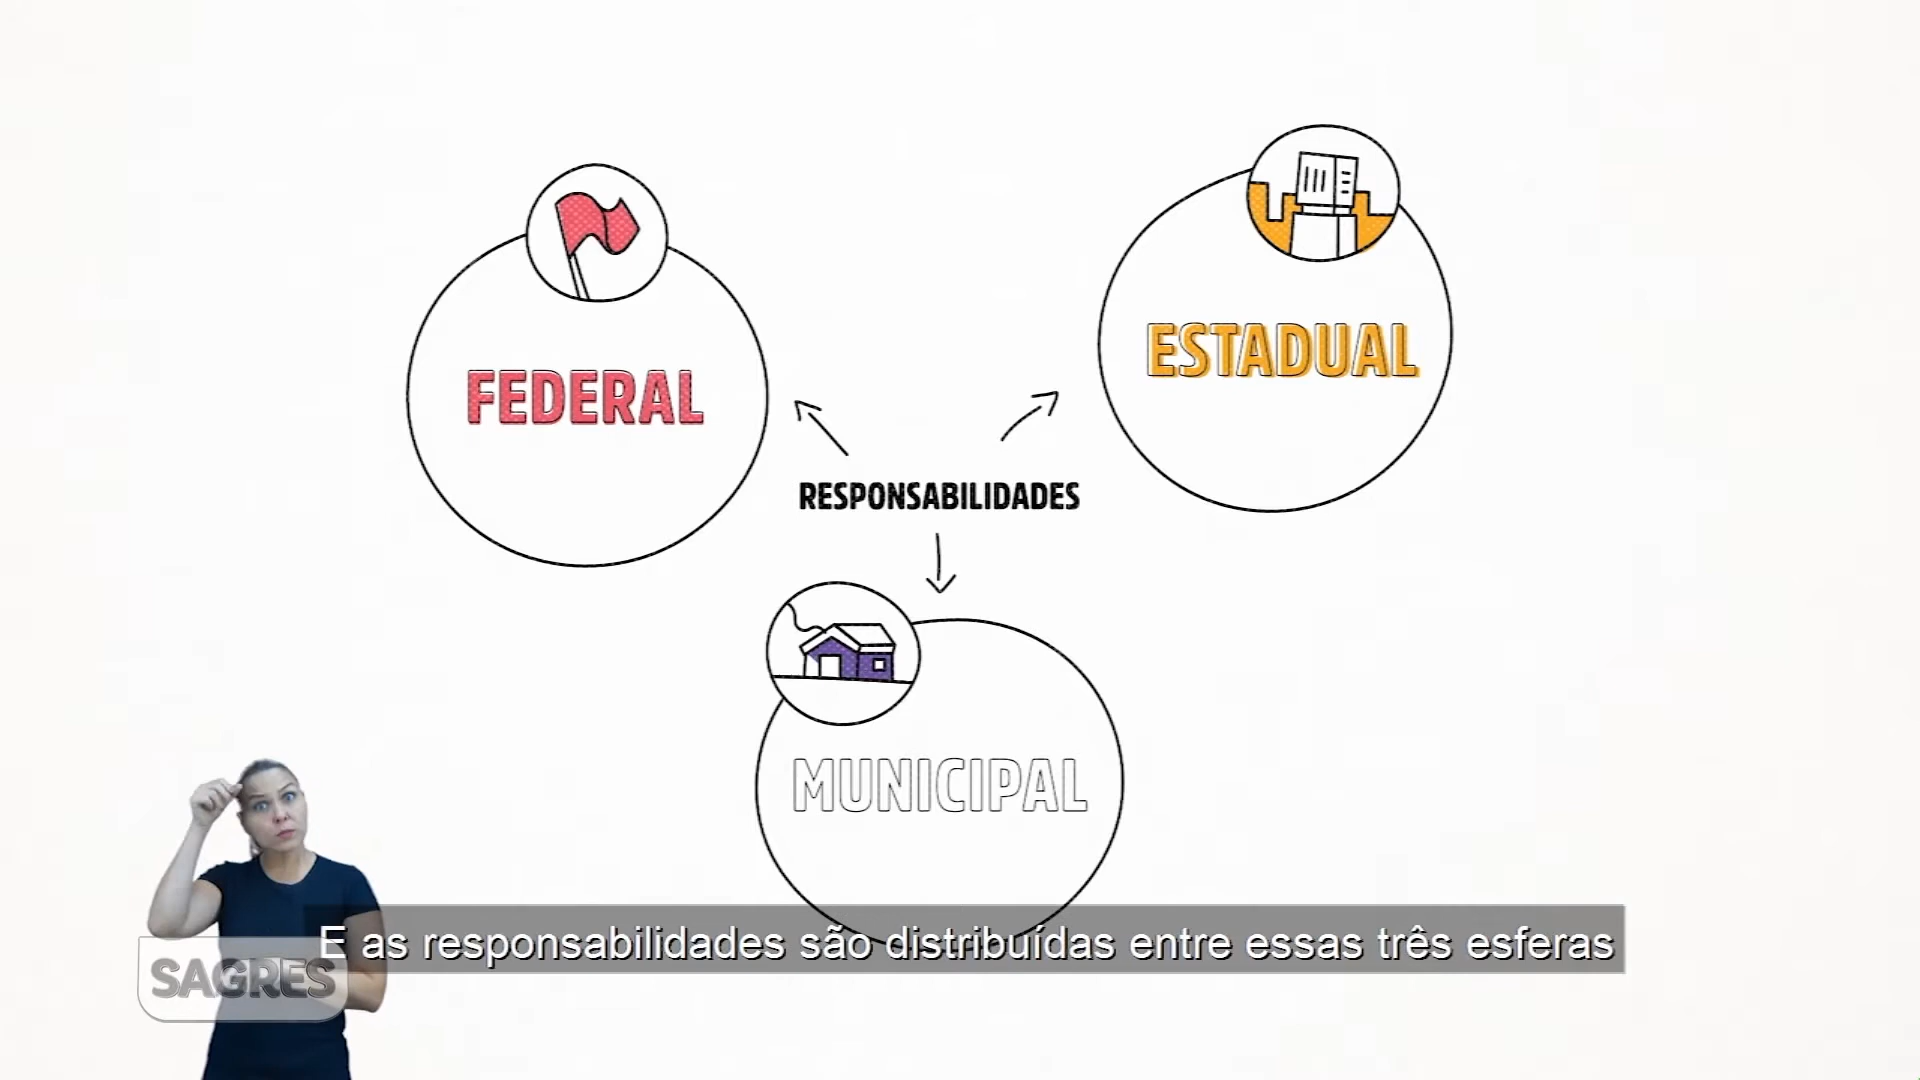 ESTADUAL
FEDERAL
RESPONSABILIDADES
MUNICIPAL
E as responsabilidades são distribuídas entre essas três esferas
SAGRES